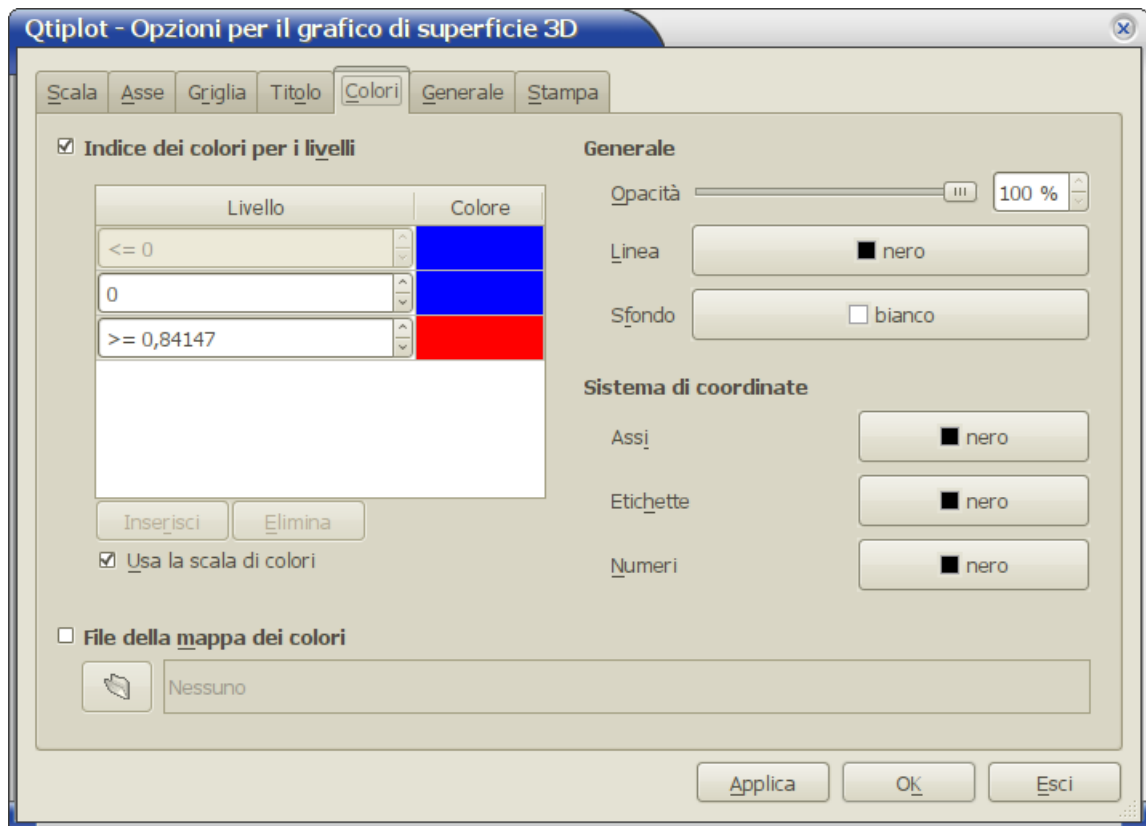 Qtiplot - Opzioni per il grafico di superficie 3D
Scala Asse Griglia Titolo Colori Generale Stampa
Indice dei colori per i livelli
Livello Colore
<= 0
0
>= 0,84147
Inserisci Elimina
Usa la scala di colori
Generale
Opacità 100 %
Linea nero
Sfondo bianco
Sistema di coordinate
Assi nero
Etichette nero
Numeri nero
File della mappa dei colori
Nessuno
Applica OK Esci